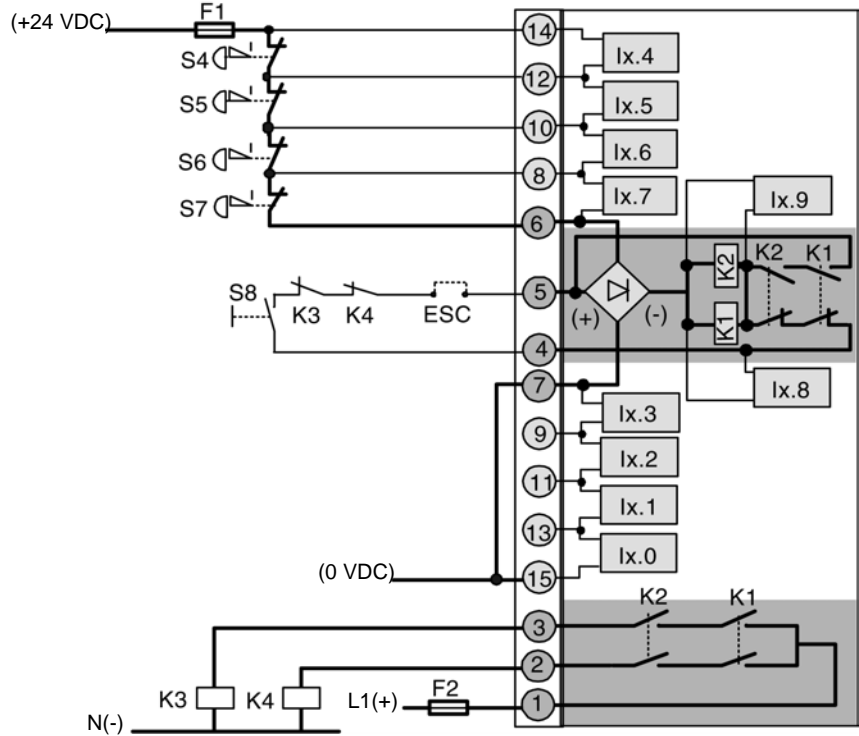 (+24 VDC)
F1
S4
S5
S6
S7
14
12
10
8
6
Ix.4
Ix.5
Ix.6
Ix.7
Ix.9
K2
K2 K1
K1
S8
K3 K4 ESC
5
(+) (-)
4
7
9
11
13
15
Ix.8
Ix.3
Ix.2
Ix.1
Ix.0
(0 VDC)
K2 K1
3
2
1
K3 K4
L1(+) F2
N(-)